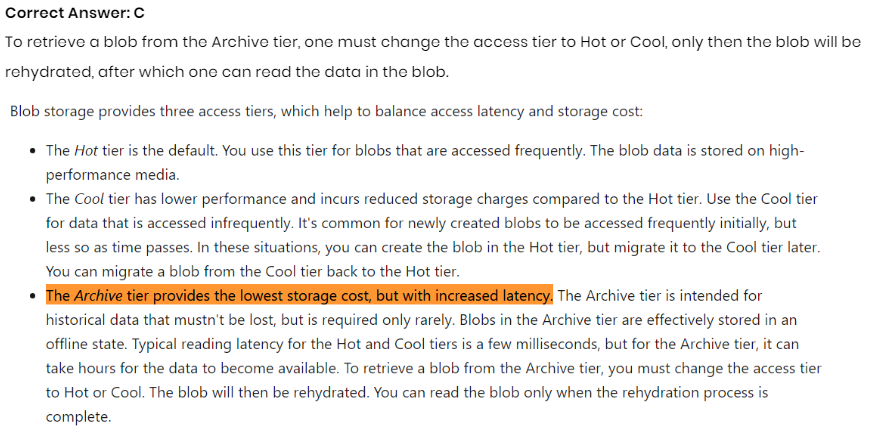 Correct Answer: C
To retrieve a blob from the Archive tier, one must change the access tier to Hot or Cool, only then the blob will be
rehydrated, after which one can read the data in the blob.
Blob storage provides three access tiers, which help to balance access latency and storage cost:
• The Hot tier is the default. You use this tier for blobs that are accessed frequently. The blob data is stored on high-
performance media.
• The Cool tier has lower performance and incurs reduced storage charges compared to the Hot tier. Use the Cool tier
for data that is accessed infrequently. It's common for newly created blobs to be accessed frequently initially, but
less so as time passes. In these situations, you can create the blob in the Hot tier, but migrate it to the Cool tier later.
You can migrate a blob from the Cool tier back to the Hot tier.
• The Archive tier provides the lowest storage cost, but with increased latency. The Archive tier is intended for
historical data that mustn't be lost, but is required only rarely. Blobs in the Archive tier are effectively stored in an
offline state. Typical reading latency for the Hot and Cool tiers is a few milliseconds, but for the Archive tier, it can
take hours for the data to become available. To retrieve a blob from the Archive tier, you must change the access tier
to Hot or Cool. The blob will then be rehydrated. You can read the blob only when the rehydration process is
complete.